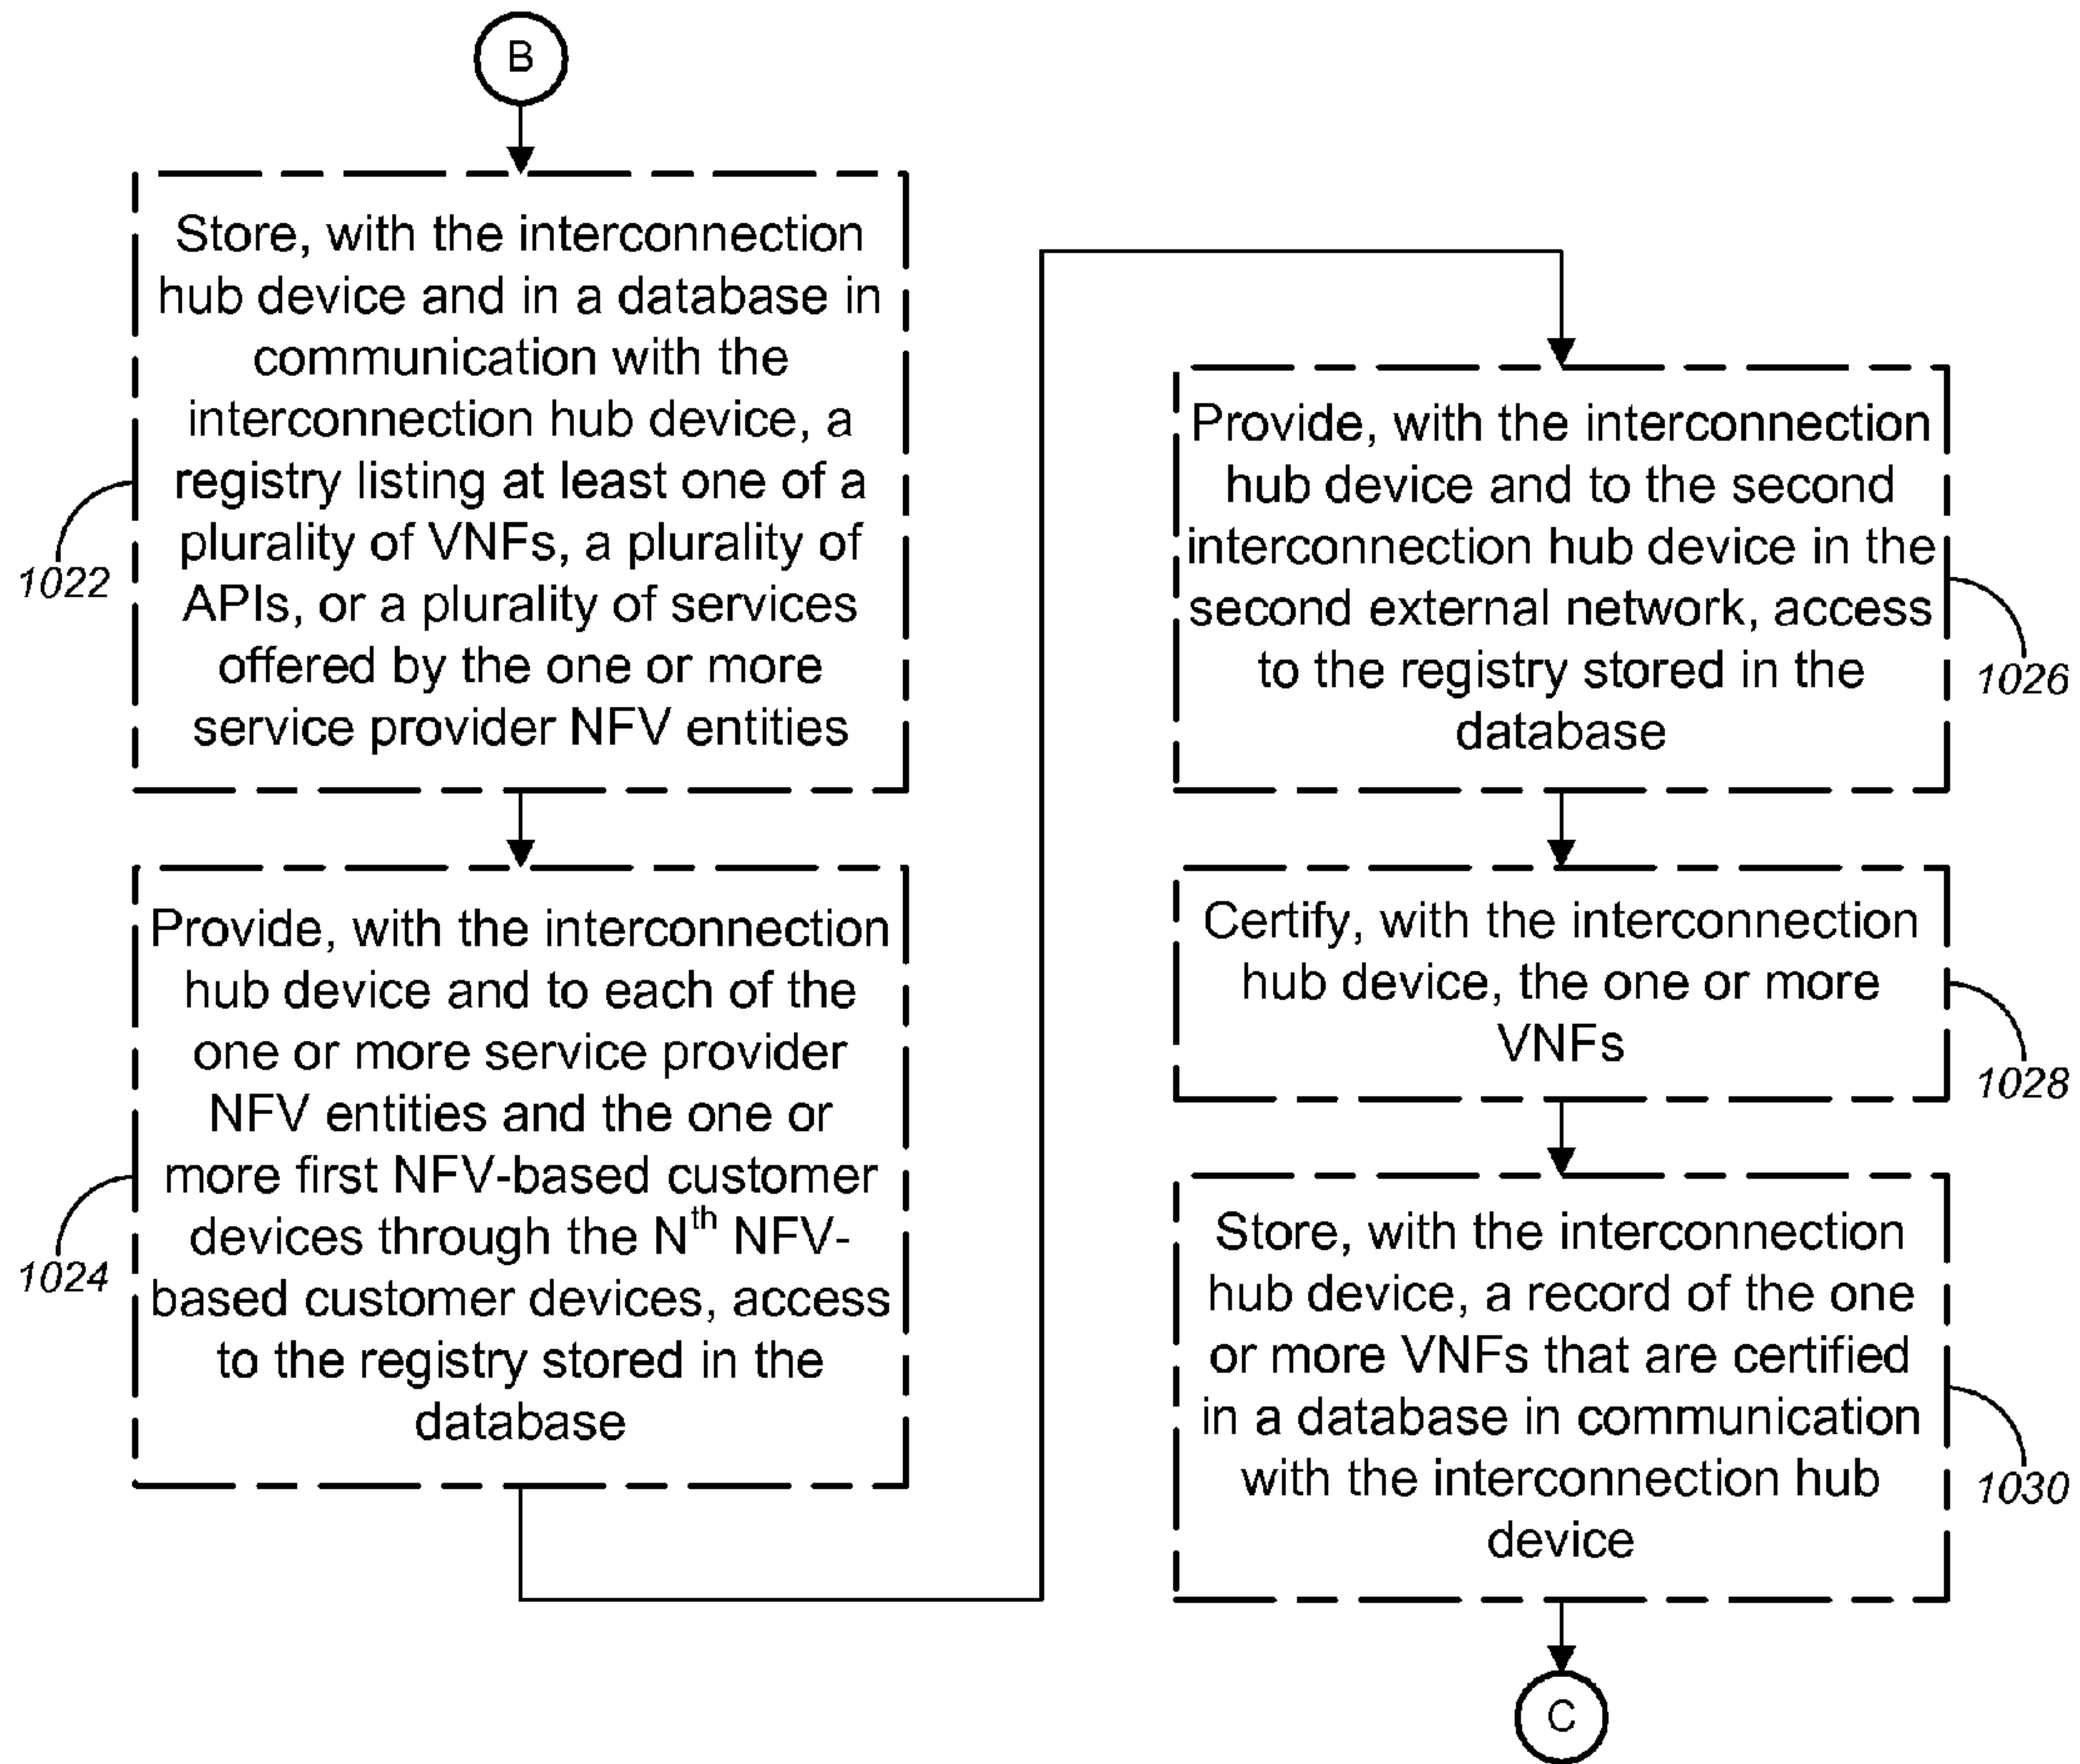 B
Store, with the interconnection
hub device and in a database in
communication with the
interconnection hub device, a
registry listing at least one of a
plurality of VNFs, a plurality of
APIs, or a plurality of services
offered by the one or more
service provider NFV entities
1022
Provide, with the interconnection
hub device and to each of the
one or more service provider
NFV entities and the one or
more first NFV-based customer
devices through the Nth NFV-
based customer devices, access
to the registry stored in the
database
1024
Provide, with the interconnection
hub device and to the second
interconnection hub device in the
second external network, access
to the registry stored in the
database
1026
Certify, with the interconnection
hub device, the one or more
VNFs
1028
Store, with the interconnection
hub device, a record of the one
or more VNFs that are certified
in a database in communication
with the interconnection hub
device
1030
C